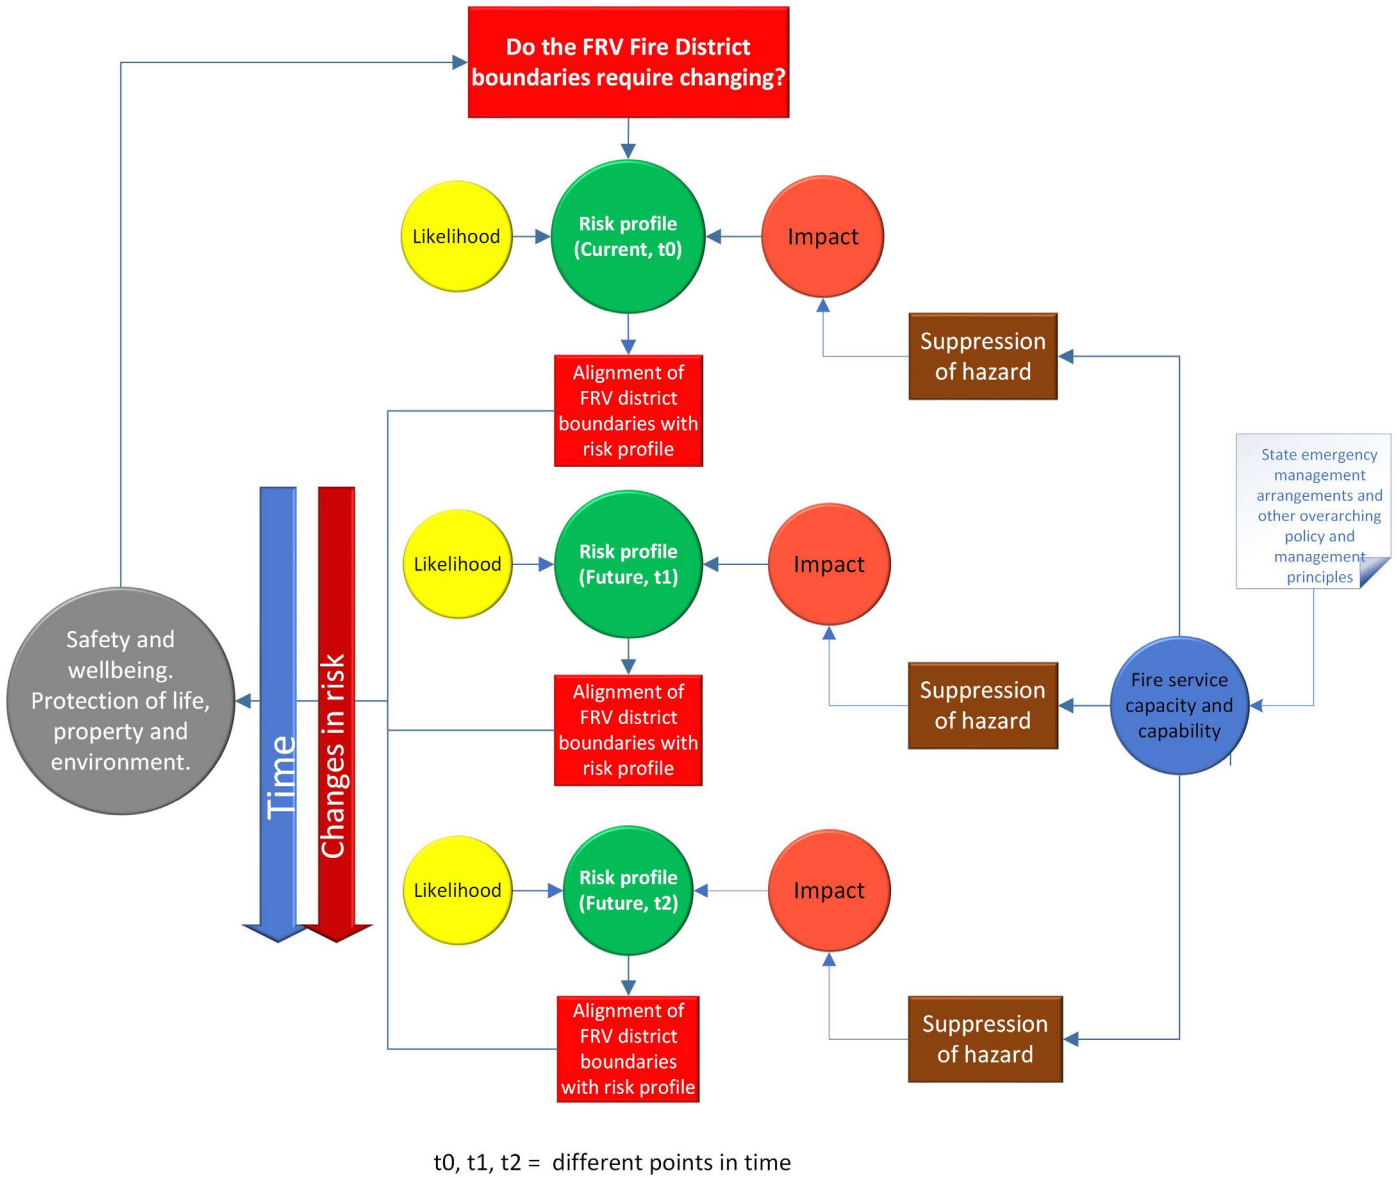 Do the FRV Fire District
boundaries require changing?
Likelihood
Risk profile
(Current, t0)
Impact
Suppression
of hazard
Alignment of
FRV district
boundaries with
risk profile
State emergency
management
arrangements and
other overarching
policy and
management
principles
Likelihood
Risk profile
(Future, t1)
Impact
Safety and
wellbeing.
Protection of life,
property and
environment.
Time
Changes in risk
Alignment of
FRV district
boundaries with
risk profile
Suppression
of hazard
Fire service
capacity and
capability
Likelihood
Risk profile
(Future, t2)
Impact
Alignment of
FRV district
boundaries
with risk profile
Suppression
of hazard
t0, t1, t2 = different points in time